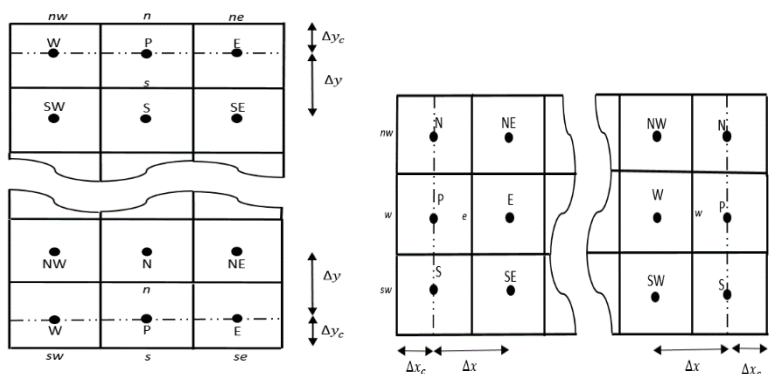 nw n ne
W P E Δy_c
s Δy
SW S SE
NW N NE Δy
n
W P E Δy_c
sw s se
nw N NE NW N
w P e E W w P
sw S SE SW S
Δx_c Δx Δx Δx_c